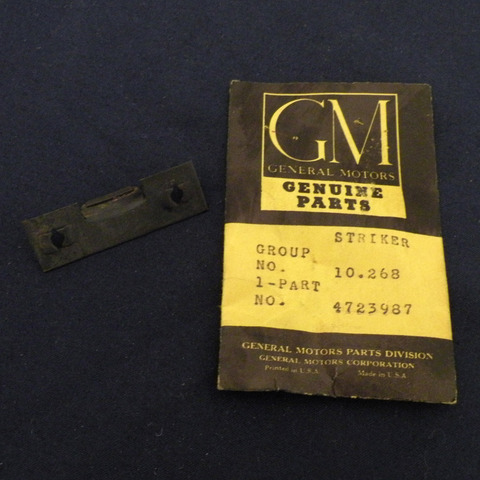 GM
GENERAL MOTORS
GENUINE
PARTS
STRIKER
GROUP
NO. 10.268
1-PART
NO. 4723987
GENERAL MOTORS PARTS DIVISION
GENERAL MOTORS CORPORATION
Printed in U.S.A. Made in U.S.A